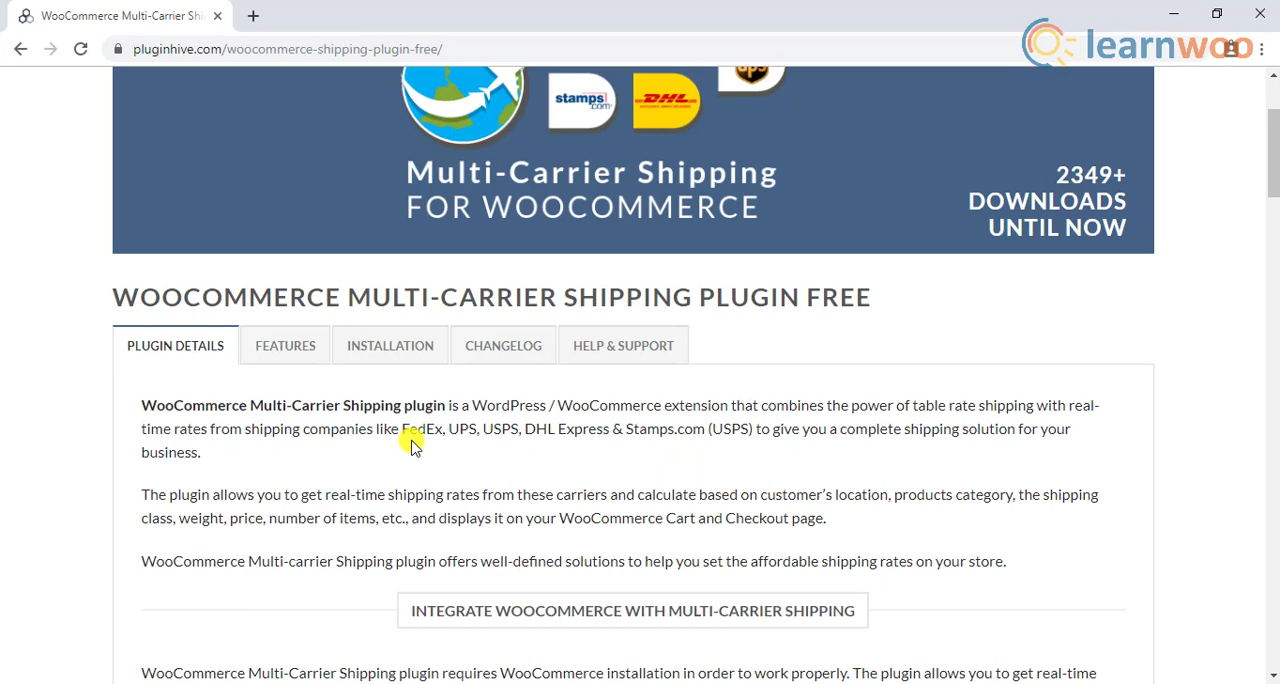 WooCommerce Multi-Carrier Shi
pluginhive.com/woocommerce-shipping-plugin-free/
learnwoo
ups
stamps.com
DHL
Multi-Carrier Shipping
FOR WOOCOMMERCE
2349+
DOWNLOADS
UNTIL NOW
WOOCOMMERCE MULTI-CARRIER SHIPPING PLUGIN FREE
PLUGIN DETAILS
FEATURES
INSTALLATION
CHANGELOG
HELP & SUPPORT
WooCommerce Multi-Carrier Shipping plugin is a WordPress / WooCommerce extension that combines the power of table rate shipping with real-
time rates from shipping companies like FedEx, UPS, USPS, DHL Express & Stamps.com (USPS) to give you a complete shipping solution for your
business.
The plugin allows you to get real-time shipping rates from these carriers and calculate based on customer’s location, products category, the shipping
class, weight, price, number of items, etc., and displays it on your WooCommerce Cart and Checkout page.
WooCommerce Multi-carrier Shipping plugin offers well-defined solutions to help you set the affordable shipping rates on your store.
INTEGRATE WOOCOMMERCE WITH MULTI-CARRIER SHIPPING
WooCommerce Multi-Carrier Shipping plugin requires WooCommerce installation in order to work properly. The plugin allows you to get real-time